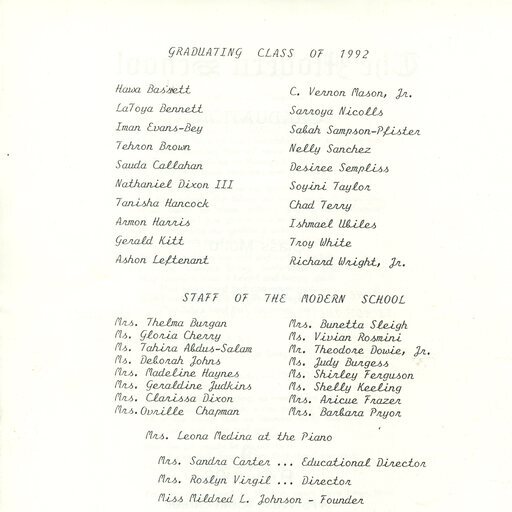 GRADUATING CLASS OF 1992
Hawa Bassett
LaToya Bennett
Iman Evans-Bey
Tehron Brown
Sauda Callahan
Nathaniel Dixon III
Tanisha Hancock
Armon Harris
Gerald Kitt
Ashon Leftenant
C. Vernon Mason, Jr.
Sarroya Nicolls
Sabah Sampson-Pfister
Nelly Sanchez
Desiree Sempliss
Soyini Taylor
Chad Terry
Ishmael Ubiles
Troy White
Richard Wright, Jr.
STAFF OF THE MODERN SCHOOL
Mrs. Thelma Burgan
Ms. Gloria Cherry
Ms. Tahira Abdus-Salam
Ms. Deborah Johns
Mrs. Madeline Haynes
Mrs. Geraldine Judkins
Mrs. Clarissa Dixon
Mrs. Ovrille Chapman
Mrs. Bunetta Sleigh
Ms. Vivian Rosmini
Mr. Theodore Dowie, Jr.
Ms. Judy Burgess
Ms. Shirley Ferguson
Ms. Shelly Keeling
Mrs. Aricue Frazer
Mrs. Barbara Pryor
Mrs. Leona Medina at the Piano
Mrs. Sandra Carter ... Educational Director
Mrs. Roslyn Virgil ... Director
Miss Mildred L. Johnson - Founder